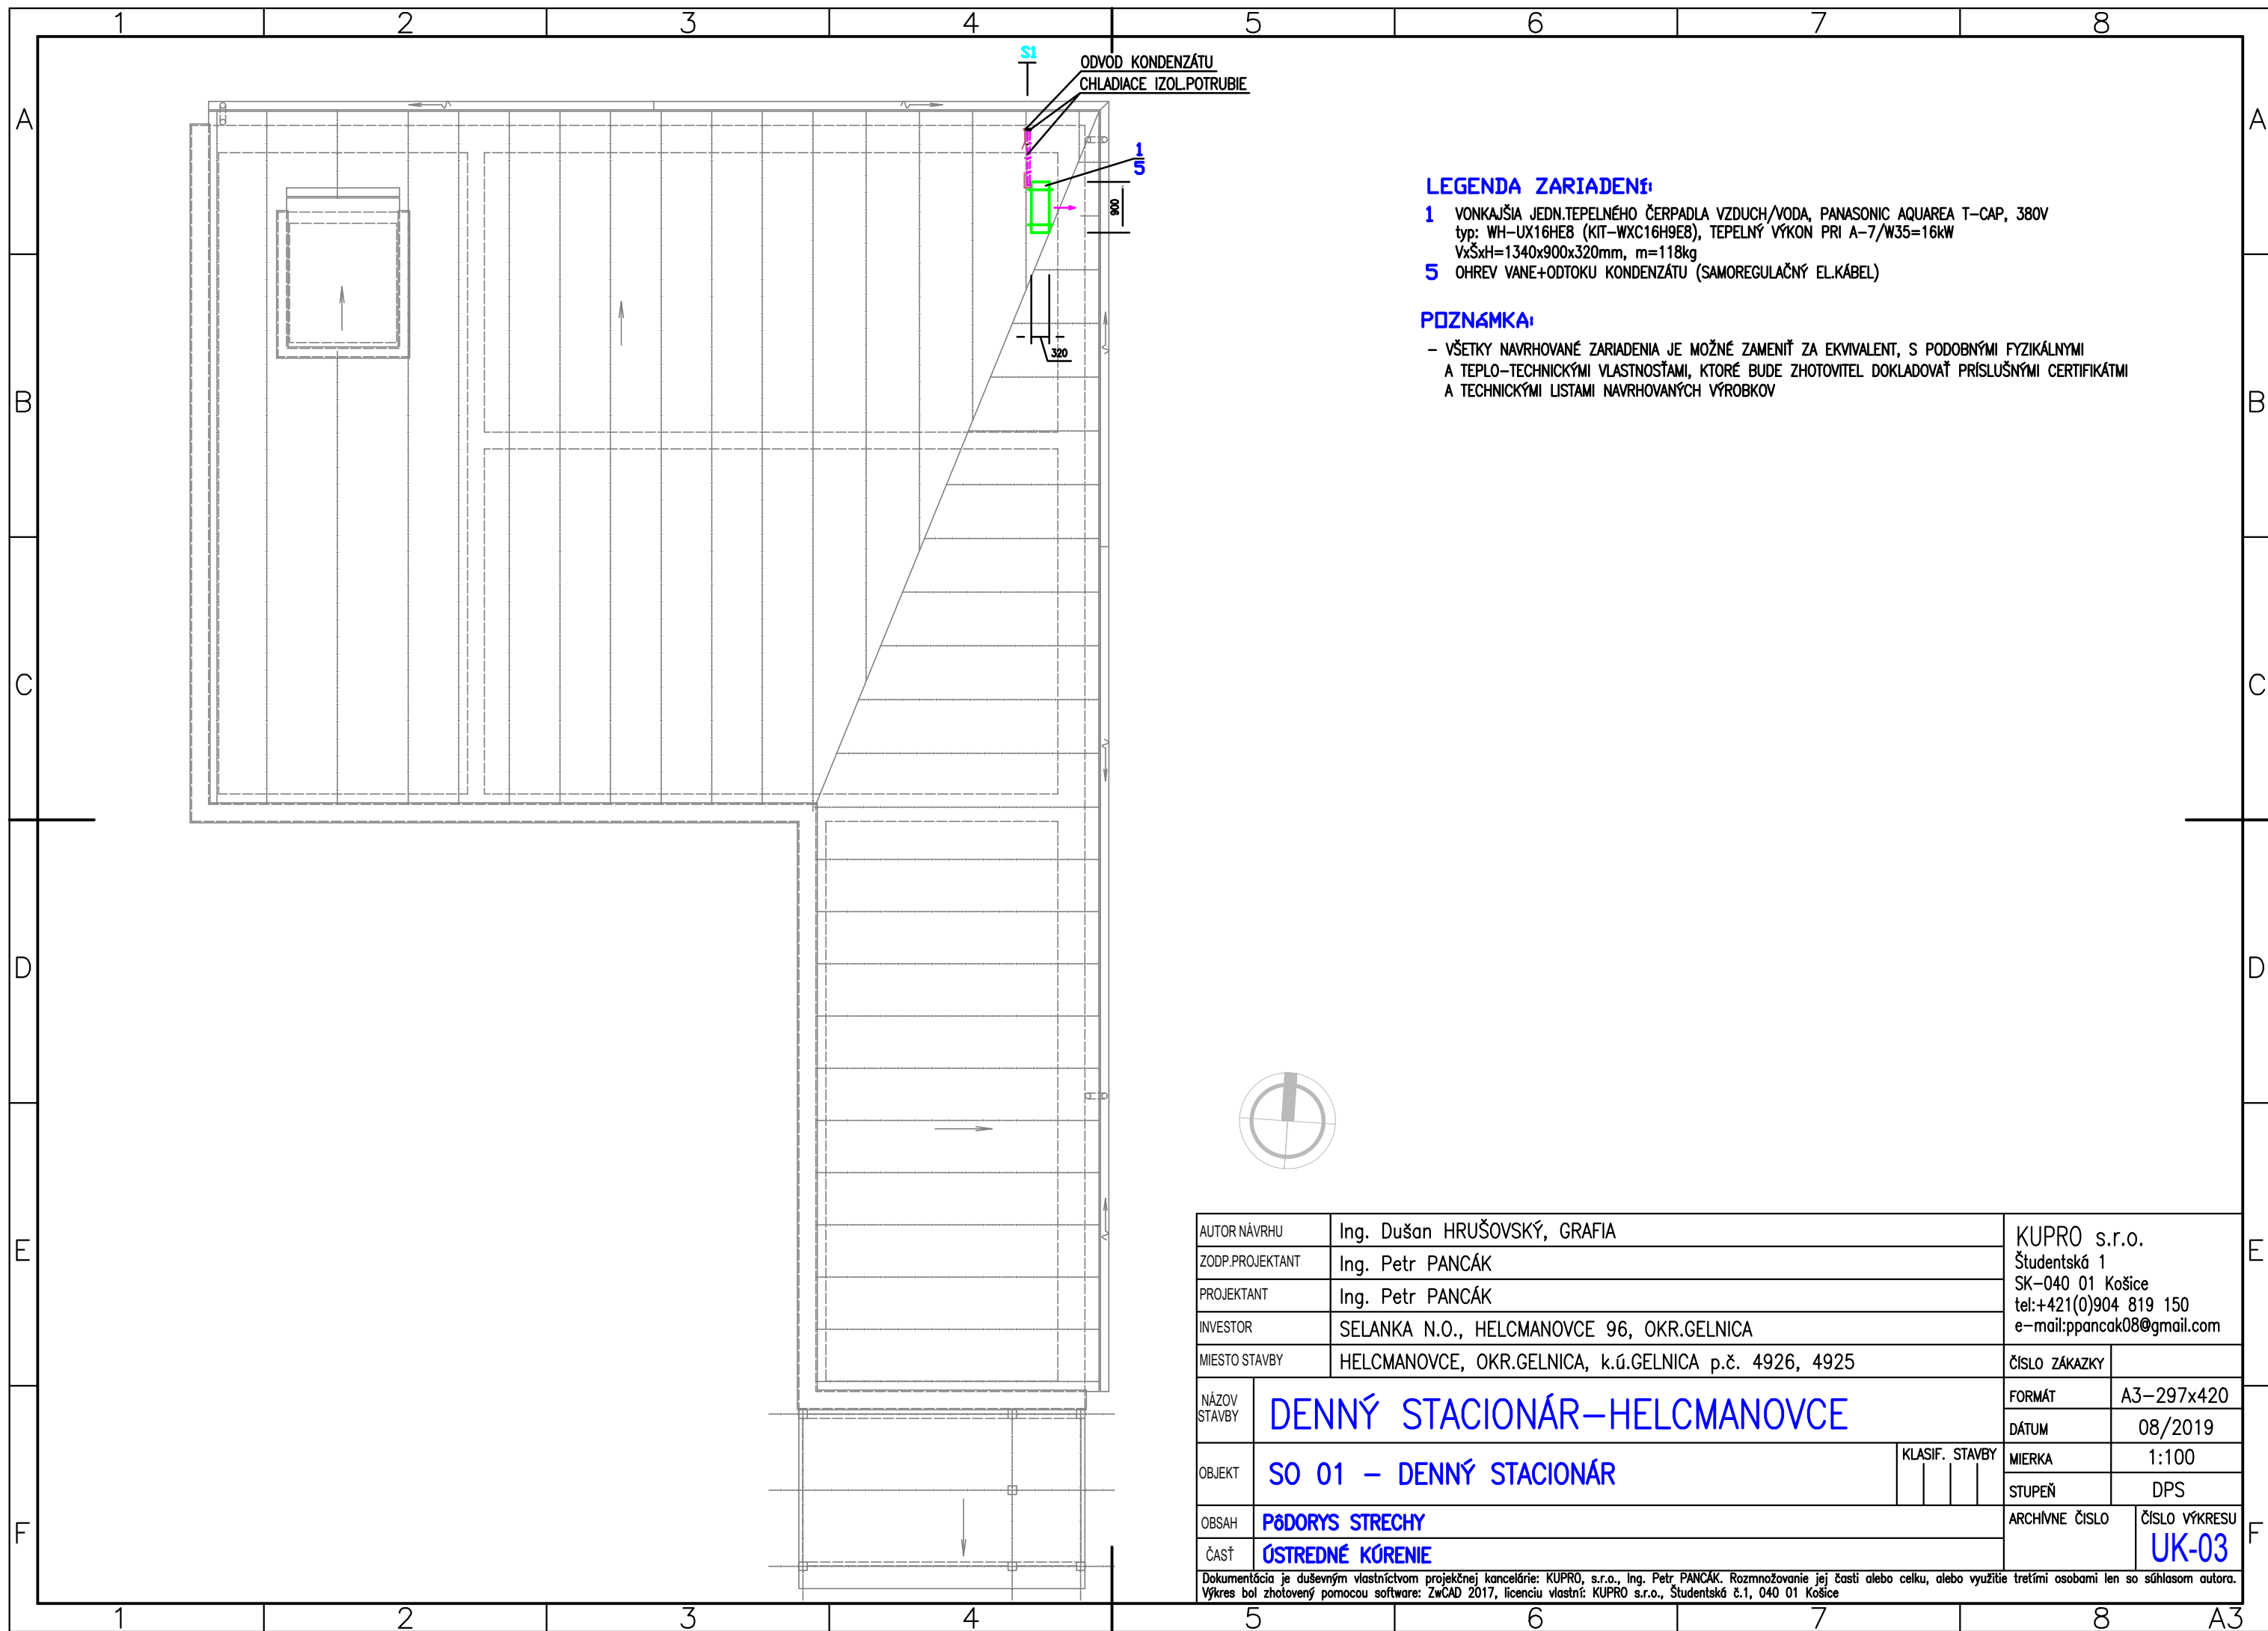 1 2 3 4 5 6 7 8
A A
B B
C C
D D
E E
F F
S1
ODVOD KONDENZÁTU
CHLADIACE IZOL.POTRUBIE
1
5
900
320
LEGENDA ZARIADENí:
1 VONKAJŠIA JEDN.TEPELNÉHO ČERPADLA VZDUCH/VODA, PANASONIC AQUAREA T-CAP, 380V
typ: WH-UX16HE8 (KIT-WXC16H9E8), TEPELNÝ VÝKON PRI A-7/W35=16kW
VxŠxH=1340x900x320mm, m=118kg
5 OHREV VANE+ODTOKU KONDENZÁTU (SAMOREGULAČNÝ EL.KÁBEL)
POZNáMKA:
- VŠETKY NAVRHOVANÉ ZARIADENIA JE MOŽNÉ ZAMENIŤ ZA EKVIVALENT, S PODOBNÝMI FYZIKÁLNYMI
A TEPLO-TECHNICKÝMI VLASTNOSŤAMI, KTORÉ BUDE ZHOTOVITEL DOKLADOVAŤ PRÍSLUŠNÝMI CERTIFIKÁTMI
A TECHNICKÝMI LISTAMI NAVRHOVANÝCH VÝROBKOV
AUTOR NÁVRHU Ing. Dušan HRUŠOVSKÝ, GRAFIA
ZODP.PROJEKTANT Ing. Petr PANCÁK
PROJEKTANT Ing. Petr PANCÁK
INVESTOR SELANKA N.O., HELCMANOVCE 96, OKR.GELNICA
MIESTO STAVBY HELCMANOVCE, OKR.GELNICA, k.ú.GELNICA p.č. 4926, 4925
KUPRO s.r.o.
Študentská 1
SK-040 01 Košice
tel:+421(0)904 819 150
e-mail:ppancak08@gmail.com
ČÍSLO ZÁKAZKY
NÁZOV
STAVBY
DENNÝ STACIONÁR-HELCMANOVCE
FORMÁT A3-297x420
DÁTUM 08/2019
OBJEKT SO 01 - DENNÝ STACIONÁR
KLASIF. STAVBY
MIERKA 1:100
STUPEŇ DPS
OBSAH PôDORYS STRECHY
ČASŤ ÚSTREDNÉ KÚRENIE
ARCHÍVNE ČISLO
ČÍSLO VÝKRESU
UK-03
Dokumentácia je duševným vlastníctvom projekčnej kancelárie: KUPRO, s.r.o., Ing. Petr PANCÁK. Rozmnožovanie jej časti alebo celku, alebo využitie tretími osobami len so súhlasom autora.
Výkres bol zhotovený pomocou software: ZwCAD 2017, licenciu vlastní: KUPRO s.r.o., Študentská č.1, 040 01 Košice
1 2 3 4 5 6 7 8 A3